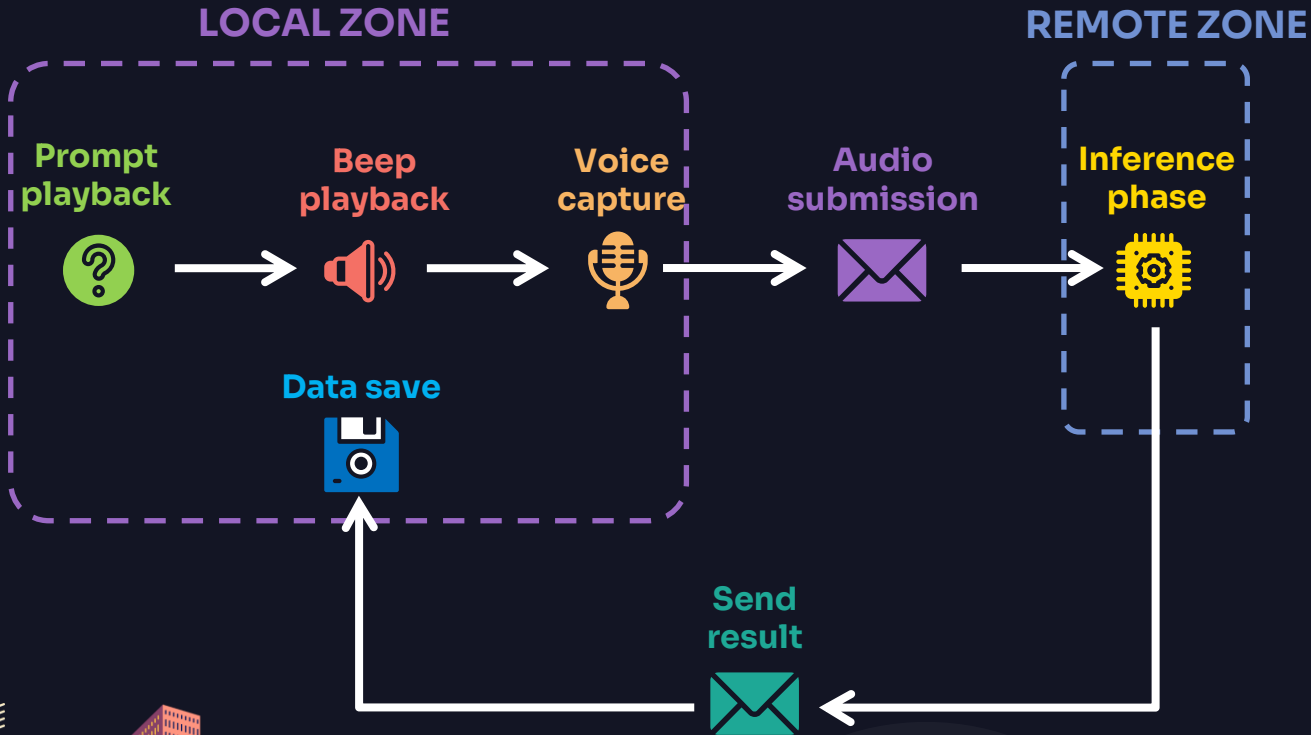 LOCAL ZONE
REMOTE ZONE
Prompt
playback
Beep
playback
Voice
capture
Audio
submission
Inference
phase
Data save
Send
result